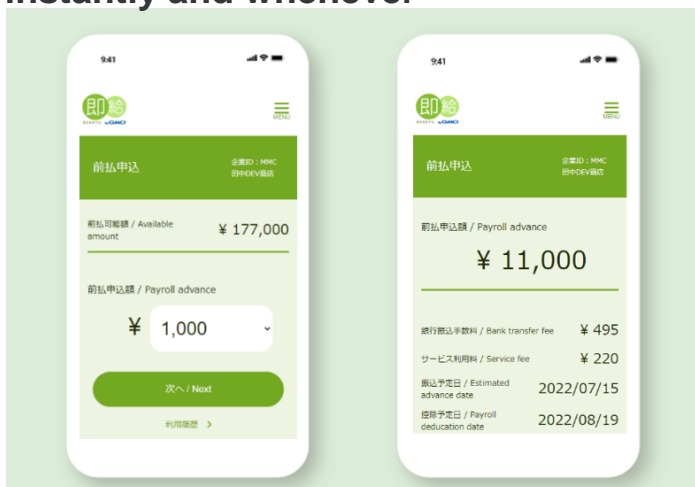 instantly and whenever
9:41
即給
byGMO
MENU
前払申込
企業ID：MMC
田中DEV商店
前払可能額 / Available
amount
¥ 177,000
前払申込額 / Payroll advance
¥ 1,000
次へ / Next
利用履歴 >
9:41
即給
byGMO
MENU
前払申込
企業ID：MMC
田中DEV商店
前払申込額 / Payroll advance
¥ 11,000
銀行振込手数料 / Bank transfer fee ¥ 495
サービス利用料 / Service fee ¥ 220
振込予定日 / Estimated
advance date
2022/07/15
控除予定日 / Payroll
deducation date
2022/08/19